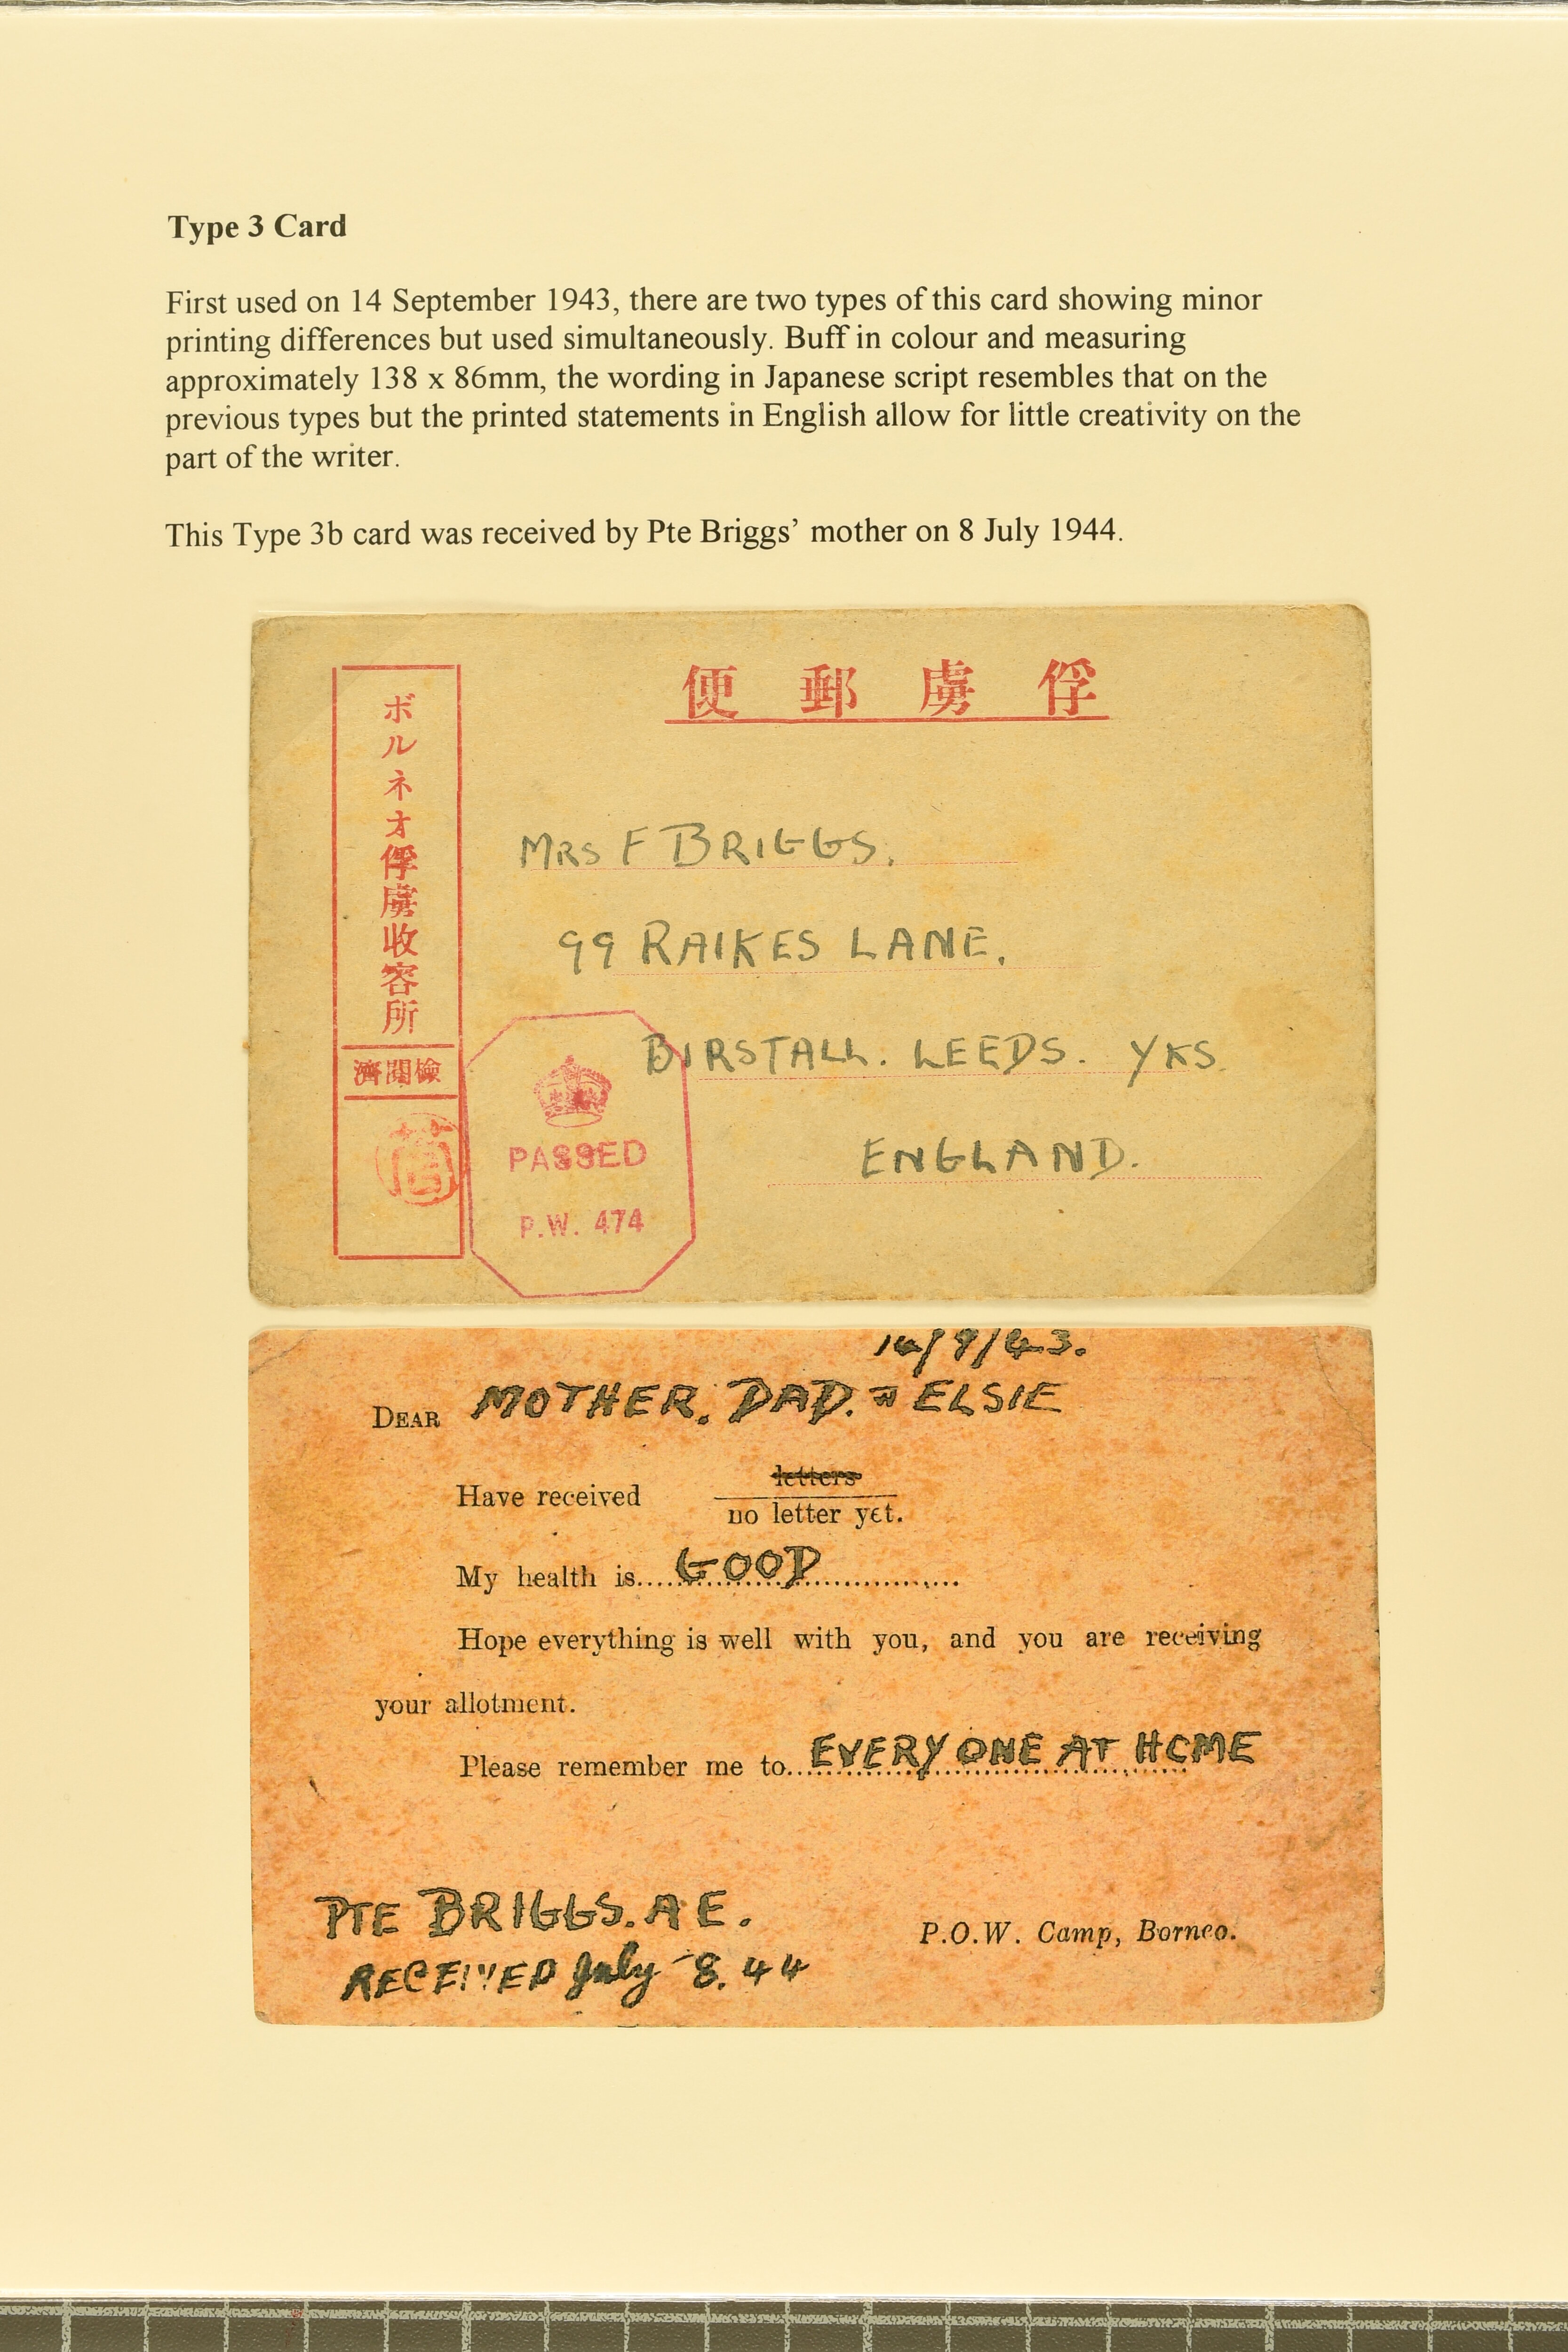 Type 3 Card
First used on 14 September 1943, there are two types of this card showing minor
printing differences but used simultaneously. Buff in colour and measuring
approximately 138 x 86mm, the wording in Japanese script resembles that on the
previous types but the printed statements in English allow for little creativity on the
part of the writer.
This Type 3b card was received by Pte Briggs’ mother on 8 July 1944.
便 郵 虜 俘
ボルネオ俘虜收容所
濟閲檢
MRS F BRIGGS.
99 RAIKES LANE.
BIRSTALL. LEEDS. YKS.
ENGLAND.
PASSED
P.W. 474
14/9/43.
DEAR MOTHER. DAD. ELSIE
letters
Have received
no letter yet.
My health is....GOOD
Hope everything is well with you, and you are receiving
your allotment.
Please remember me to..EVERYONE AT HOME
PTE BRIGGS. A E.
P.O.W. Camp, Borneo.
RECEIVED July 8. 44